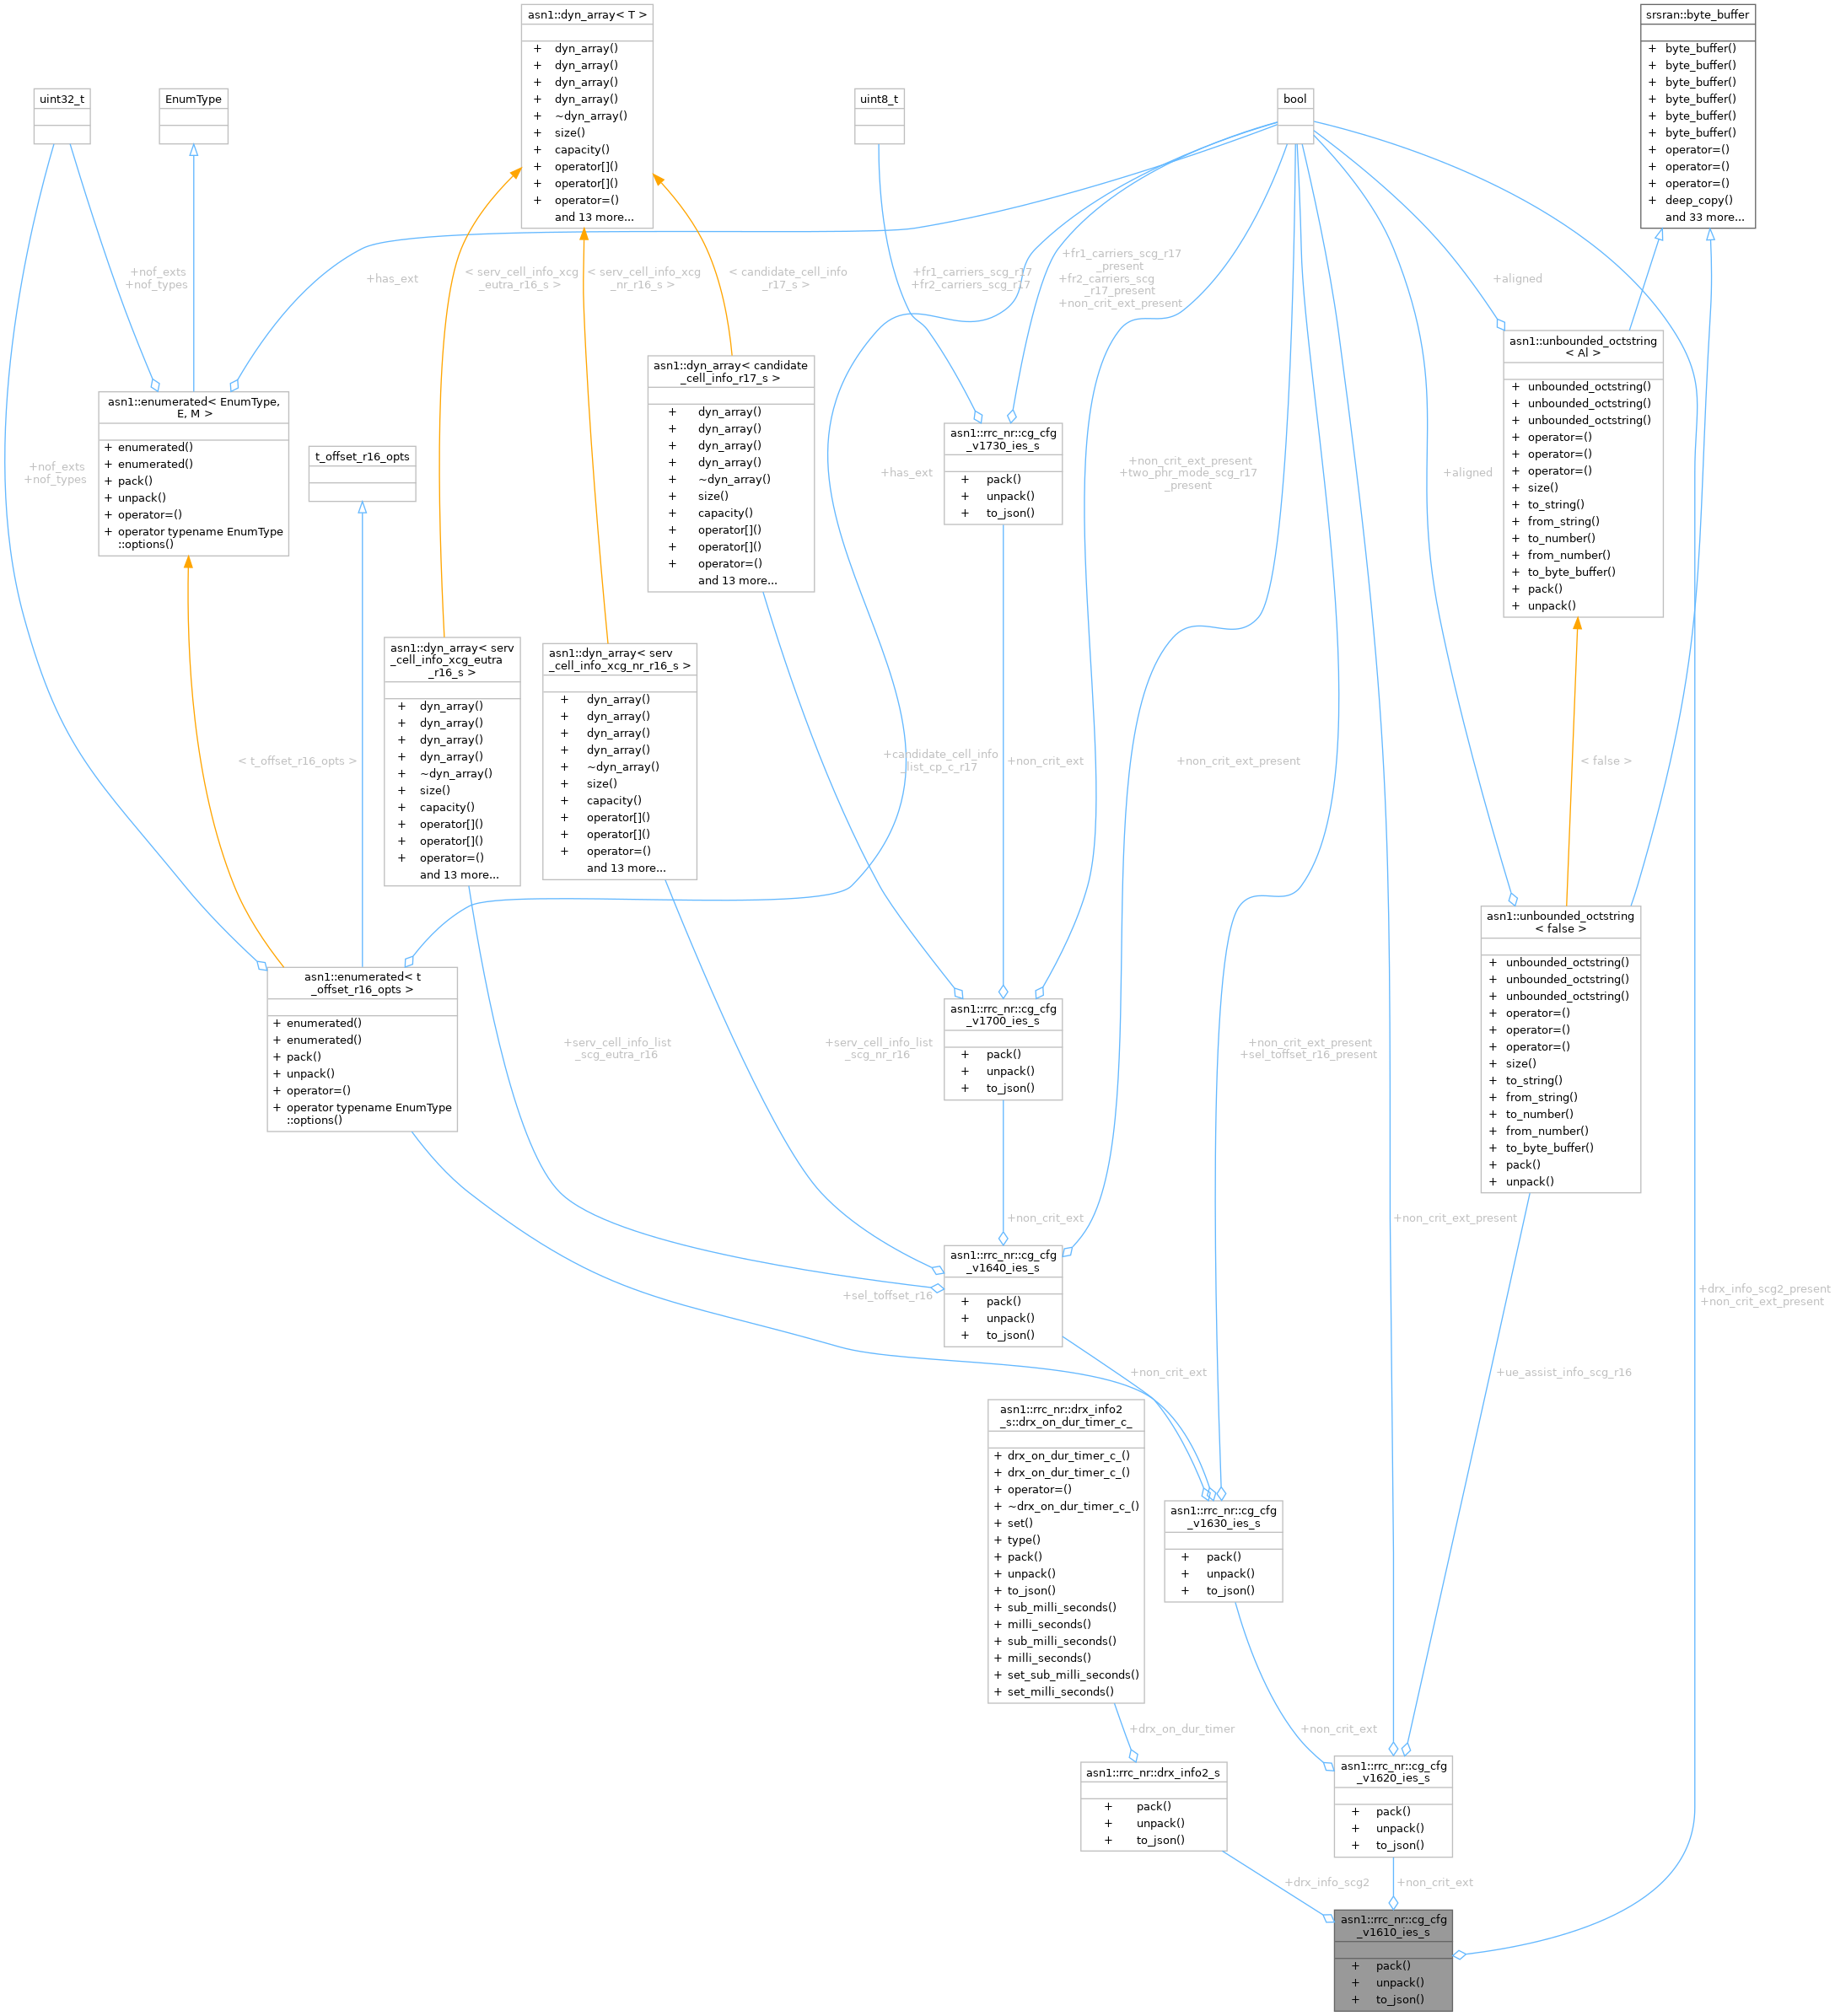 asn1::dyn_array< T >
+ dyn_array()
+ dyn_array()
+ dyn_array()
+ dyn_array()
+ ~dyn_array()
+ size()
+ capacity()
+ operator[]()
+ operator[]()
+ operator=()
and 13 more...
srsran::byte_buffer
+ byte_buffer()
+ byte_buffer()
+ byte_buffer()
+ byte_buffer()
+ byte_buffer()
+ byte_buffer()
+ operator=()
+ operator=()
+ operator=()
+ deep_copy()
and 33 more...
uint32_t
EnumType
uint8_t
bool
+nof_exts
+nof_types
+has_ext
< serv_cell_info_xcg
_eutra_r16_s >
< serv_cell_info_xcg
_nr_r16_s >
< candidate_cell_info
_r17_s >
+fr1_carriers_scg_r17
+fr2_carriers_scg_r17
+fr1_carriers_scg_r17
_present
+fr2_carriers_scg
_r17_present
+non_crit_ext_present
+aligned
asn1::unbounded_octstring
< Al >
+ unbounded_octstring()
+ unbounded_octstring()
+ unbounded_octstring()
+ operator=()
+ operator=()
+ operator=()
+ size()
+ to_string()
+ from_string()
+ to_number()
+ from_number()
+ to_byte_buffer()
+ pack()
+ unpack()
asn1::dyn_array< candidate
_cell_info_r17_s >
+ dyn_array()
+ dyn_array()
+ dyn_array()
+ dyn_array()
+ ~dyn_array()
+ size()
+ capacity()
+ operator[]()
+ operator[]()
+ operator=()
and 13 more...
asn1::enumerated< EnumType,
E, M >
+ enumerated()
+ enumerated()
+ pack()
+ unpack()
+ operator=()
+ operator typename EnumType
::options()
asn1::rrc_nr::cg_cfg
_v1730_ies_s
+ pack()
+ unpack()
+ to_json()
t_offset_r16_opts
+nof_exts
+nof_types
+has_ext
+non_crit_ext_present
+two_phr_mode_scg_r17
_present
+aligned
asn1::dyn_array< serv
_cell_info_xcg_eutra
_r16_s >
+ dyn_array()
+ dyn_array()
+ dyn_array()
+ dyn_array()
+ ~dyn_array()
+ size()
+ capacity()
+ operator[]()
+ operator[]()
+ operator=()
and 13 more...
asn1::dyn_array< serv
_cell_info_xcg_nr_r16_s >
+ dyn_array()
+ dyn_array()
+ dyn_array()
+ dyn_array()
+ ~dyn_array()
+ size()
+ capacity()
+ operator[]()
+ operator[]()
+ operator=()
and 13 more...
< t_offset_r16_opts >
+candidate_cell_info
_list_cp_c_r17
+non_crit_ext
+non_crit_ext_present
< false >
asn1::unbounded_octstring
< false >
+ unbounded_octstring()
+ unbounded_octstring()
+ unbounded_octstring()
+ operator=()
+ operator=()
+ operator=()
+ size()
+ to_string()
+ from_string()
+ to_number()
+ from_number()
+ to_byte_buffer()
+ pack()
+ unpack()
asn1::enumerated< t
_offset_r16_opts >
+ enumerated()
+ enumerated()
+ pack()
+ unpack()
+ operator=()
+ operator typename EnumType
::options()
asn1::rrc_nr::cg_cfg
_v1700_ies_s
+ pack()
+ unpack()
+ to_json()
+serv_cell_info_list
_scg_eutra_r16
+serv_cell_info_list
_scg_nr_r16
+non_crit_ext_present
+sel_toffset_r16_present
+non_crit_ext
+non_crit_ext_present
asn1::rrc_nr::cg_cfg
_v1640_ies_s
+ pack()
+ unpack()
+ to_json()
+sel_toffset_r16
+drx_info_scg2_present
+non_crit_ext_present
+non_crit_ext
+ue_assist_info_scg_r16
asn1::rrc_nr::drx_info2
_s::drx_on_dur_timer_c_
+ drx_on_dur_timer_c_()
+ drx_on_dur_timer_c_()
+ operator=()
+ ~drx_on_dur_timer_c_()
+ set()
+ type()
+ pack()
+ unpack()
+ to_json()
+ sub_milli_seconds()
+ milli_seconds()
+ sub_milli_seconds()
+ milli_seconds()
+ set_sub_milli_seconds()
+ set_milli_seconds()
asn1::rrc_nr::cg_cfg
_v1630_ies_s
+ pack()
+ unpack()
+ to_json()
+drx_on_dur_timer
+non_crit_ext
asn1::rrc_nr::drx_info2_s
+ pack()
+ unpack()
+ to_json()
asn1::rrc_nr::cg_cfg
_v1620_ies_s
+ pack()
+ unpack()
+ to_json()
+drx_info_scg2
+non_crit_ext
asn1::rrc_nr::cg_cfg
_v1610_ies_s
+ pack()
+ unpack()
+ to_json()